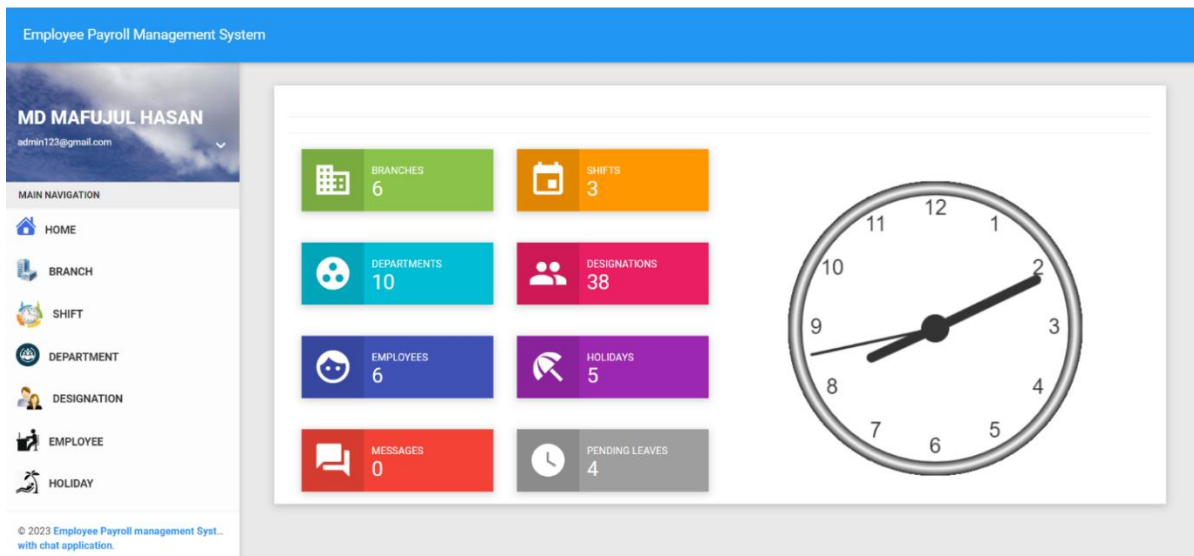 Employee Payroll Management System
MD MAFUJUL HASAN
admin123@gmail.com
MAIN NAVIGATION
HOME
BRANCH
SHIFT
DEPARTMENT
DESIGNATION
EMPLOYEE
HOLIDAY
© 2023 Employee Payroll management Syst...
with chat application.
BRANCHES
6
SHIFTS
3
DEPARTMENTS
10
DESIGNATIONS
38
EMPLOYEES
6
HOLIDAYS
5
MESSAGES
0
PENDING LEAVES
4
12
1
2
3
4
5
6
7
8
9
10
11